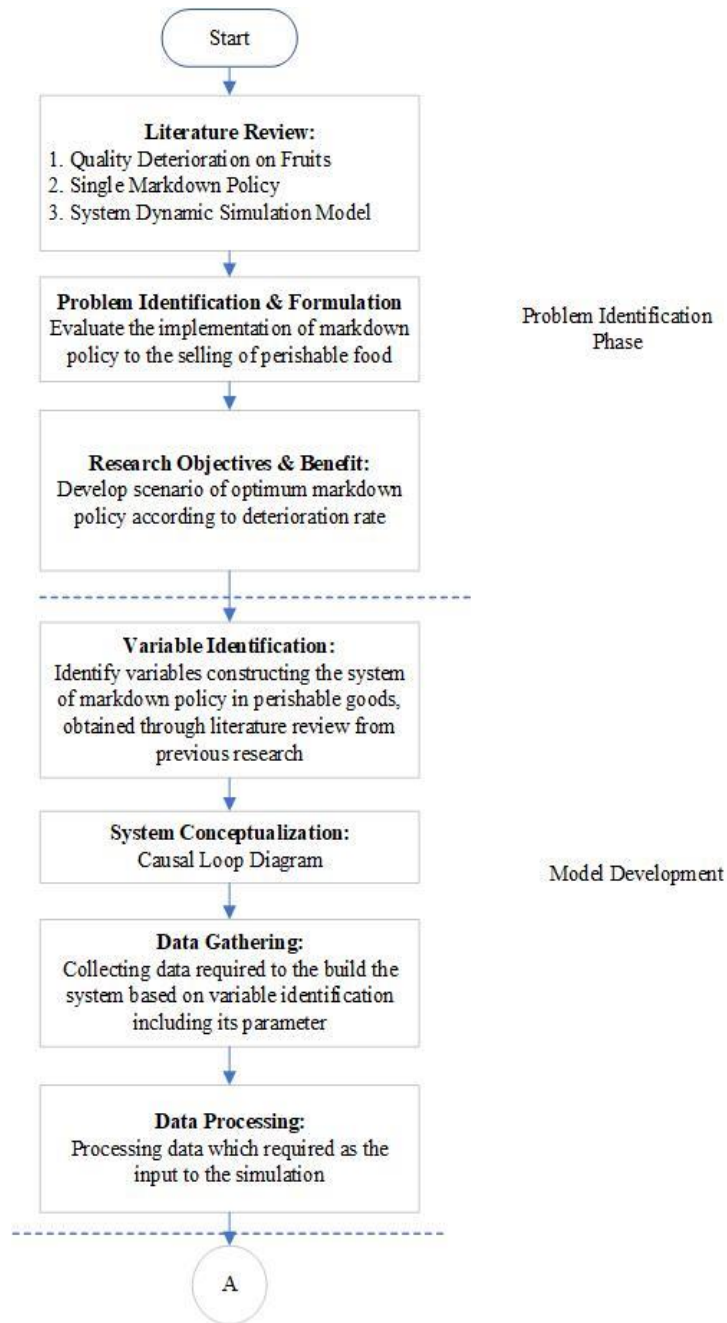 Start
Literature Review:
1. Quality Deterioration on Fruits
2. Single Markdown Policy
3. System Dynamic Simulation Model
Problem Identification & Formulation
Evaluate the implementation of markdown
policy to the selling of perishable food
Problem Identification
Phase
Research Objectives & Benefit:
Develop scenario of optimum markdown
policy according to deterioration rate
Variable Identification:
Identify variables constructing the system
of markdown policy in perishable goods,
obtained through literature review from
previous research
System Conceptualization:
Causal Loop Diagram
Model Development
Data Gathering:
Collecting data required to the build the
system based on variable identification
including its parameter
Data Processing:
Processing data which required as the
input to the simulation
A